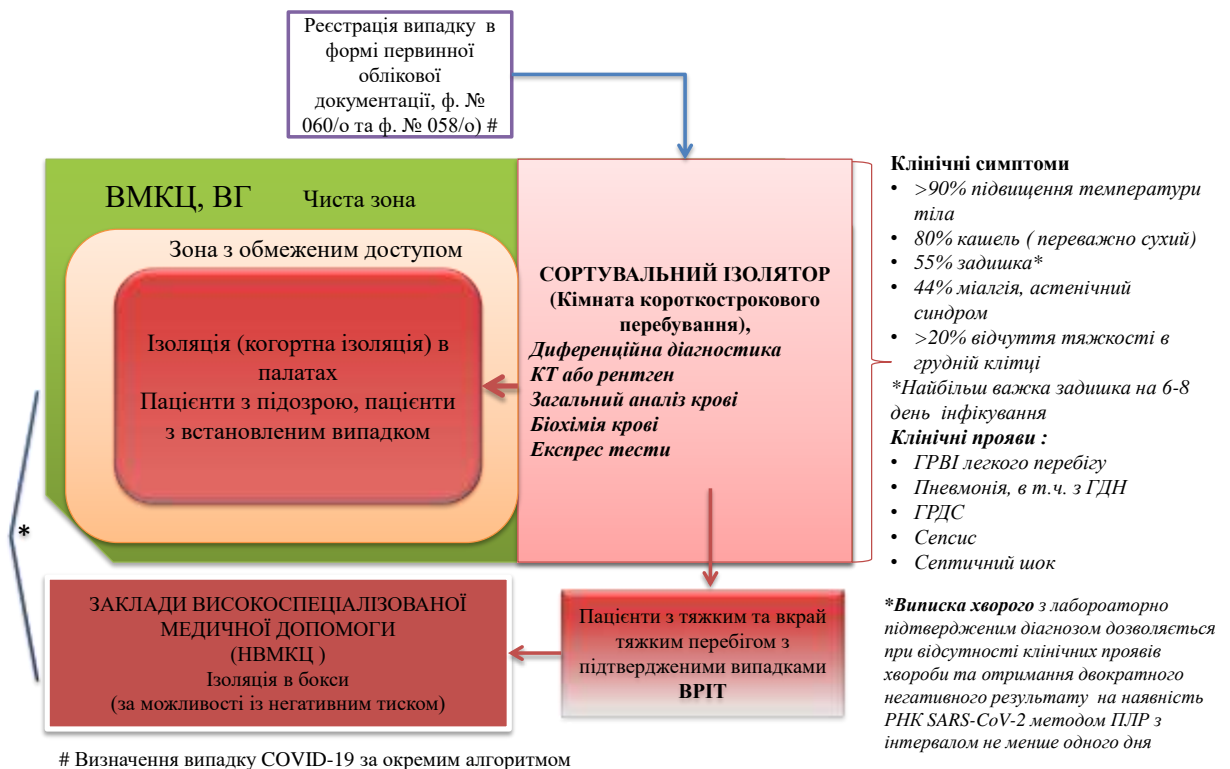 Реєстрація випадку в
формі первинної
облікової
документації, ф. №
060/о та ф. № 058/о) #
ВМКЦ, ВГ
Чиста зона
Зона з обмеженим доступом
Ізоляція (когортна ізоляція) в
палатах
Пацієнти з підозрою, пацієнти
з встановленим випадком
СОРТУВАЛЬНИЙ ІЗОЛЯТОР
(Кімната короткострокового
перебування),
Диференційна діагностика
КТ або рентген
Загальний аналіз крові
Біохімія крові
Експрес тести
Клінічні симптоми
• >90% підвищення температури
тіла
• 80% кашель ( переважно сухий)
• 55% задишка*
• 44% міалгія, астенічний
синдром
• >20% відчуття тяжкості в
грудній клітці
*Найбільш важка задишка на 6-8
день інфікування
Клінічні прояви :
• ГРВІ легкого перебігу
• Пневмонія, в т.ч. з ГДН
• ГРДС
• Сепсис
• Септичний шок
*
ЗАКЛАДИ ВИСОКОСПЕЦІАЛІЗОВАНОЇ
МЕДИЧНОЇ ДОПОМОГИ
(НВМКЦ )
Ізоляція в бокси
(за можливості із негативним тиском)
Пацієнти з тяжким та вкрай
тяжким перебігом з
підтвердженими випадками
ВРІТ
*Виписка хворого з лабороаторно
підтвердженим діагнозом дозволяється
при відсутності клінічних проявів
хвороби та отримання двократного
негативного результату на наявність
РНК SARS-CoV-2 методом ПЛР з
інтервалом не менше одного дня
# Визначення випадку COVID-19 за окремим алгоритмом